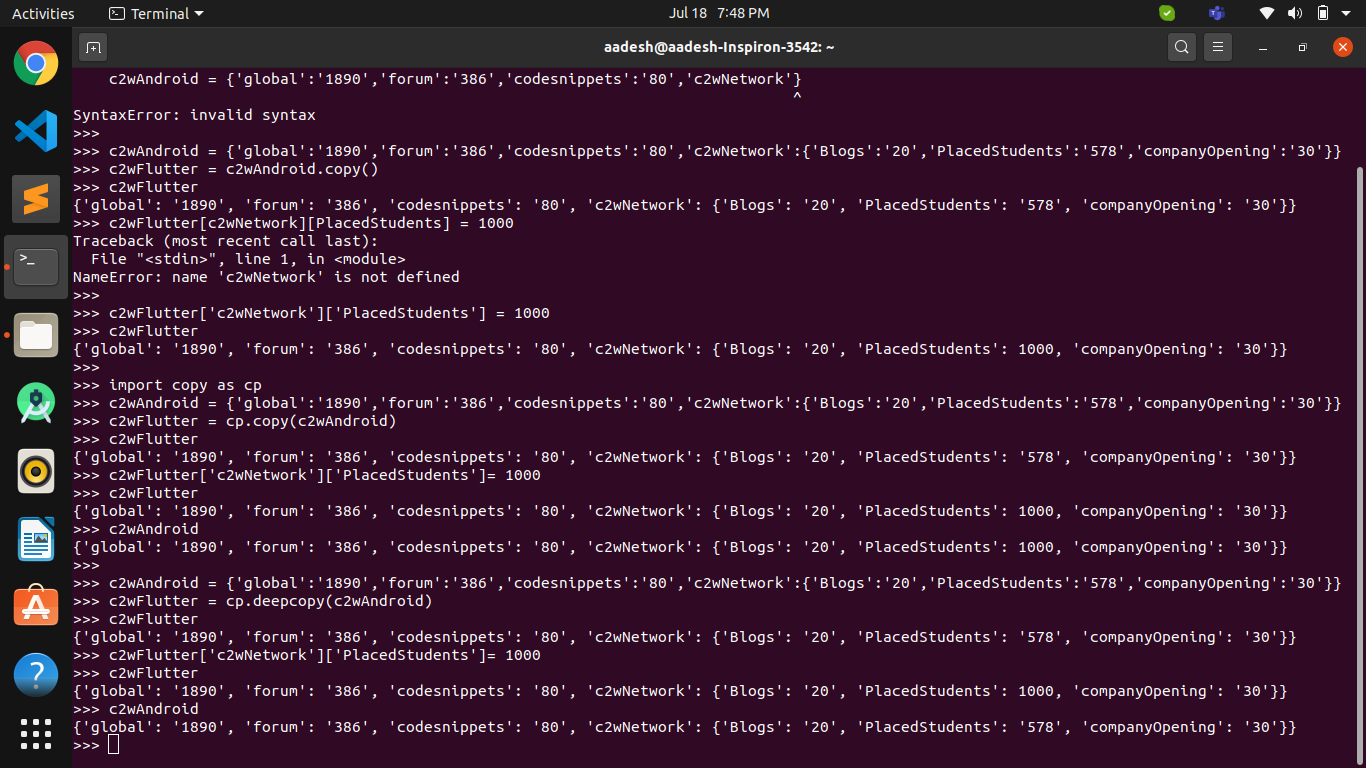 Activities
Terminal
Jul 18 7:48 PM
aadesh@aadesh-Inspiron-3542: ~
    c2wAndroid = {'global':'1890','forum':'386','codesnippets':'80','c2wNetwork'}
                                                                                ^
SyntaxError: invalid syntax
>>>
>>> c2wAndroid = {'global':'1890','forum':'386','codesnippets':'80','c2wNetwork':{'Blogs':'20','PlacedStudents':'578','companyOpening':'30'}}
>>> c2wFlutter = c2wAndroid.copy()
>>> c2wFlutter
{'global': '1890', 'forum': '386', 'codesnippets': '80', 'c2wNetwork': {'Blogs': '20', 'PlacedStudents': '578', 'companyOpening': '30'}}
>>> c2wFlutter[c2wNetwork][PlacedStudents] = 1000
Traceback (most recent call last):
  File "<stdin>", line 1, in <module>
NameError: name 'c2wNetwork' is not defined
>>>
>>> c2wFlutter['c2wNetwork']['PlacedStudents'] = 1000
>>> c2wFlutter
{'global': '1890', 'forum': '386', 'codesnippets': '80', 'c2wNetwork': {'Blogs': '20', 'PlacedStudents': 1000, 'companyOpening': '30'}}
>>>
>>> import copy as cp
>>> c2wAndroid = {'global':'1890','forum':'386','codesnippets':'80','c2wNetwork':{'Blogs':'20','PlacedStudents':'578','companyOpening':'30'}}
>>> c2wFlutter = cp.copy(c2wAndroid)
>>> c2wFlutter
{'global': '1890', 'forum': '386', 'codesnippets': '80', 'c2wNetwork': {'Blogs': '20', 'PlacedStudents': '578', 'companyOpening': '30'}}
>>> c2wFlutter['c2wNetwork']['PlacedStudents']= 1000
>>> c2wFlutter
{'global': '1890', 'forum': '386', 'codesnippets': '80', 'c2wNetwork': {'Blogs': '20', 'PlacedStudents': 1000, 'companyOpening': '30'}}
>>> c2wAndroid
{'global': '1890', 'forum': '386', 'codesnippets': '80', 'c2wNetwork': {'Blogs': '20', 'PlacedStudents': 1000, 'companyOpening': '30'}}
>>>
>>> c2wAndroid = {'global':'1890','forum':'386','codesnippets':'80','c2wNetwork':{'Blogs':'20','PlacedStudents':'578','companyOpening':'30'}}
>>> c2wFlutter = cp.deepcopy(c2wAndroid)
>>> c2wFlutter
{'global': '1890', 'forum': '386', 'codesnippets': '80', 'c2wNetwork': {'Blogs': '20', 'PlacedStudents': '578', 'companyOpening': '30'}}
>>> c2wFlutter['c2wNetwork']['PlacedStudents']= 1000
>>> c2wFlutter
{'global': '1890', 'forum': '386', 'codesnippets': '80', 'c2wNetwork': {'Blogs': '20', 'PlacedStudents': 1000, 'companyOpening': '30'}}
>>> c2wAndroid
{'global': '1890', 'forum': '386', 'codesnippets': '80', 'c2wNetwork': {'Blogs': '20', 'PlacedStudents': '578', 'companyOpening': '30'}}
>>>